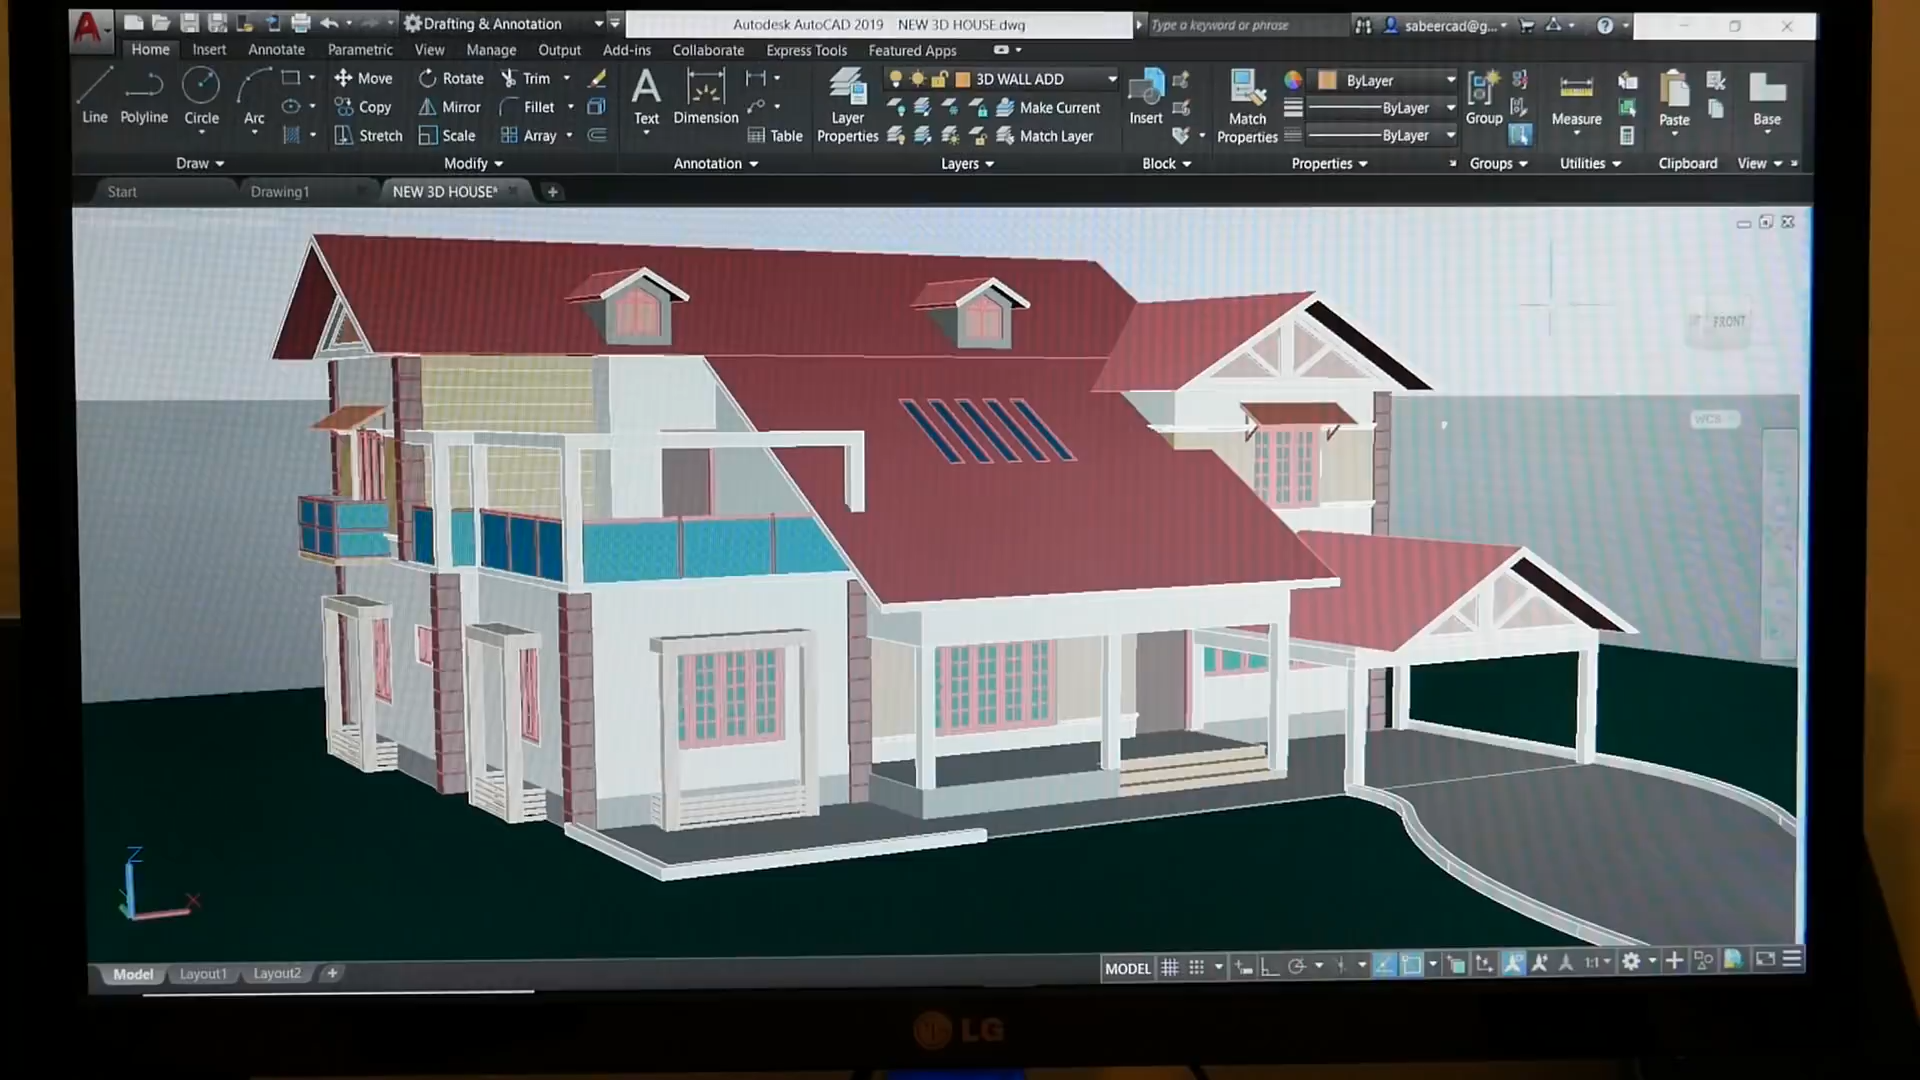 Drafting & Annotation
Autodesk AutoCAD 2019 NEW 3D HOUSE.dwg
Type a keyword or phrase
sabeercad@g...
Home Insert Annotate Parametric View Manage Output Add-ins Collaborate Express Tools Featured Apps
Line Polyline Circle Arc
Move Rotate Trim
Copy Mirror Fillet
Stretch Scale Array
Text Dimension
Table
Layer Properties
3D WALL ADD
Make Current
Match Layer
Insert
Match Properties
ByLayer
ByLayer
ByLayer
Group
Measure
Paste
Base
Draw Modify Annotation Layers Block Properties Groups Utilities Clipboard View
Start Drawing1 NEW 3D HOUSE*
FRONT
WCS
Z
X
Model Layout1 Layout2
MODEL
1:1
LG